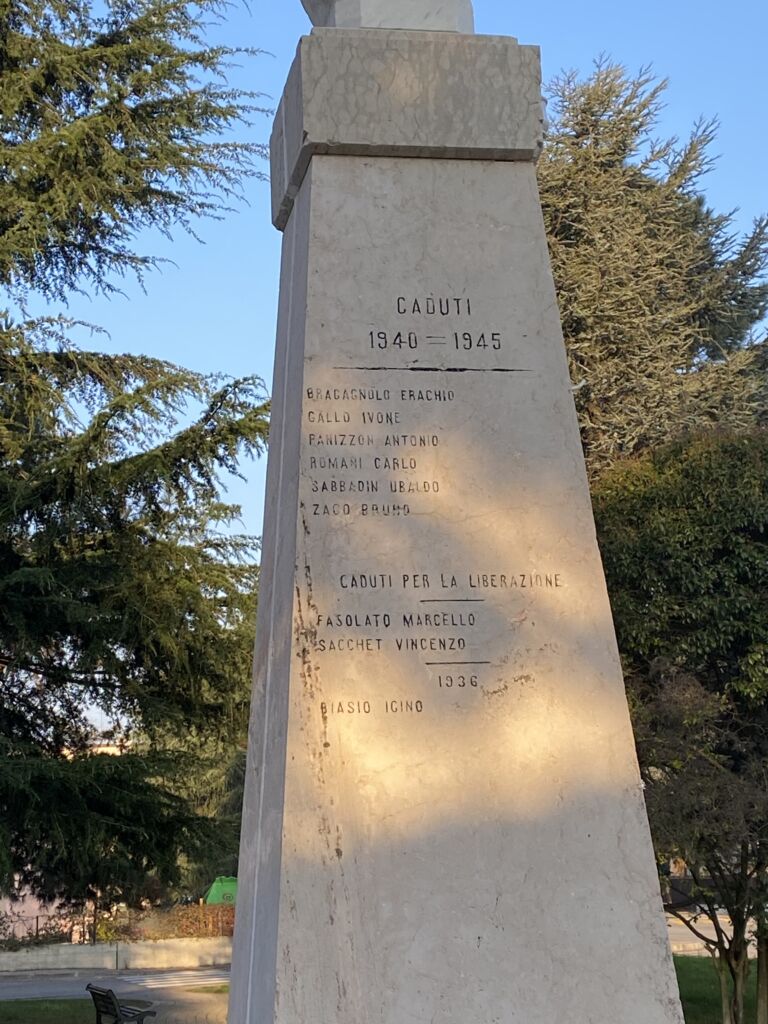 CADUTI
1940 = 1945
BRAGAGNOLO ERACHIO
GALLO IVONE
PANIZZON ANTONIO
ROMANI CARLO
SABBADIN UBALDO
ZACO BRUNO
CADUTI PER LA LIBERAZIONE
FASOLATO MARCELLO
SACCHET VINCENZO
1936
BIASIO IGINO